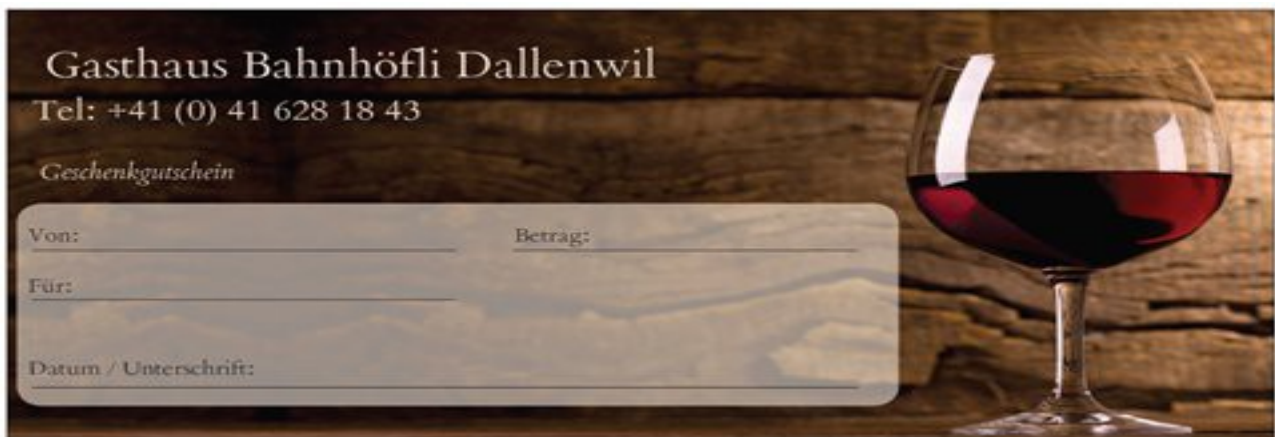 Gasthaus Bahnhöfli Dallenwil
Tel: +41 (0) 41 628 18 43
Geschenkgutschein
Von: Betrag:
Für:
Datum / Unterschrift: